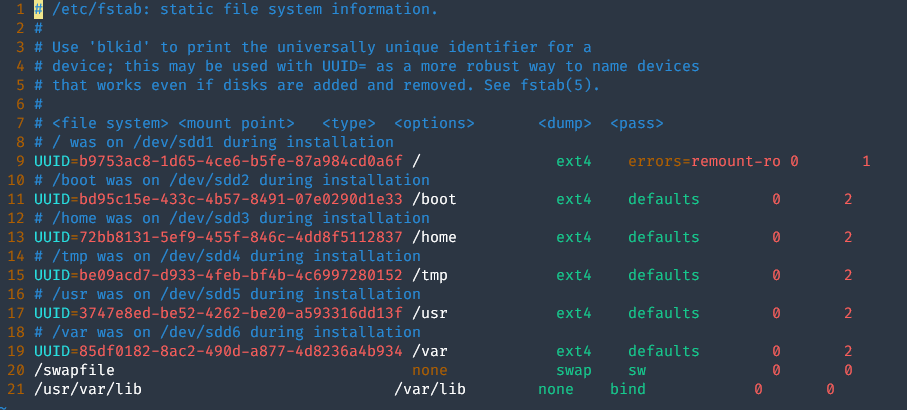 1 # /etc/fstab: static file system information.
2 #
3 # Use 'blkid' to print the universally unique identifier for a
4 # device; this may be used with UUID= as a more robust way to name devices
5 # that works even if disks are added and removed. See fstab(5).
6 #
7 # <file system> <mount point>   <type>  <options>       <dump>  <pass>
8 # / was on /dev/sdd1 during installation
9 UUID=b9753ac8-1d65-4ce6-b5fe-87a984cd0a6f /               ext4    errors=remount-ro 0       1
10 # /boot was on /dev/sdd2 during installation
11 UUID=bd95c15e-433c-4b57-8491-07e0290d1e33 /boot           ext4    defaults        0       2
12 # /home was on /dev/sdd3 during installation
13 UUID=72bb8131-5ef9-455f-846c-4dd8f5112837 /home           ext4    defaults        0       2
14 # /tmp was on /dev/sdd4 during installation
15 UUID=be09acd7-d933-4feb-bf4b-4c6997280152 /tmp            ext4    defaults        0       2
16 # /usr was on /dev/sdd5 during installation
17 UUID=3747e8ed-be52-4262-be20-a593316dd13f /usr            ext4    defaults        0       2
18 # /var was on /dev/sdd6 during installation
19 UUID=85df0182-8ac2-490d-a877-4d8236a4b934 /var            ext4    defaults        0       2
20 /swapfile                                 none            swap    sw              0       0
21 /usr/var/lib                            /var/lib        none    bind            0       0
~